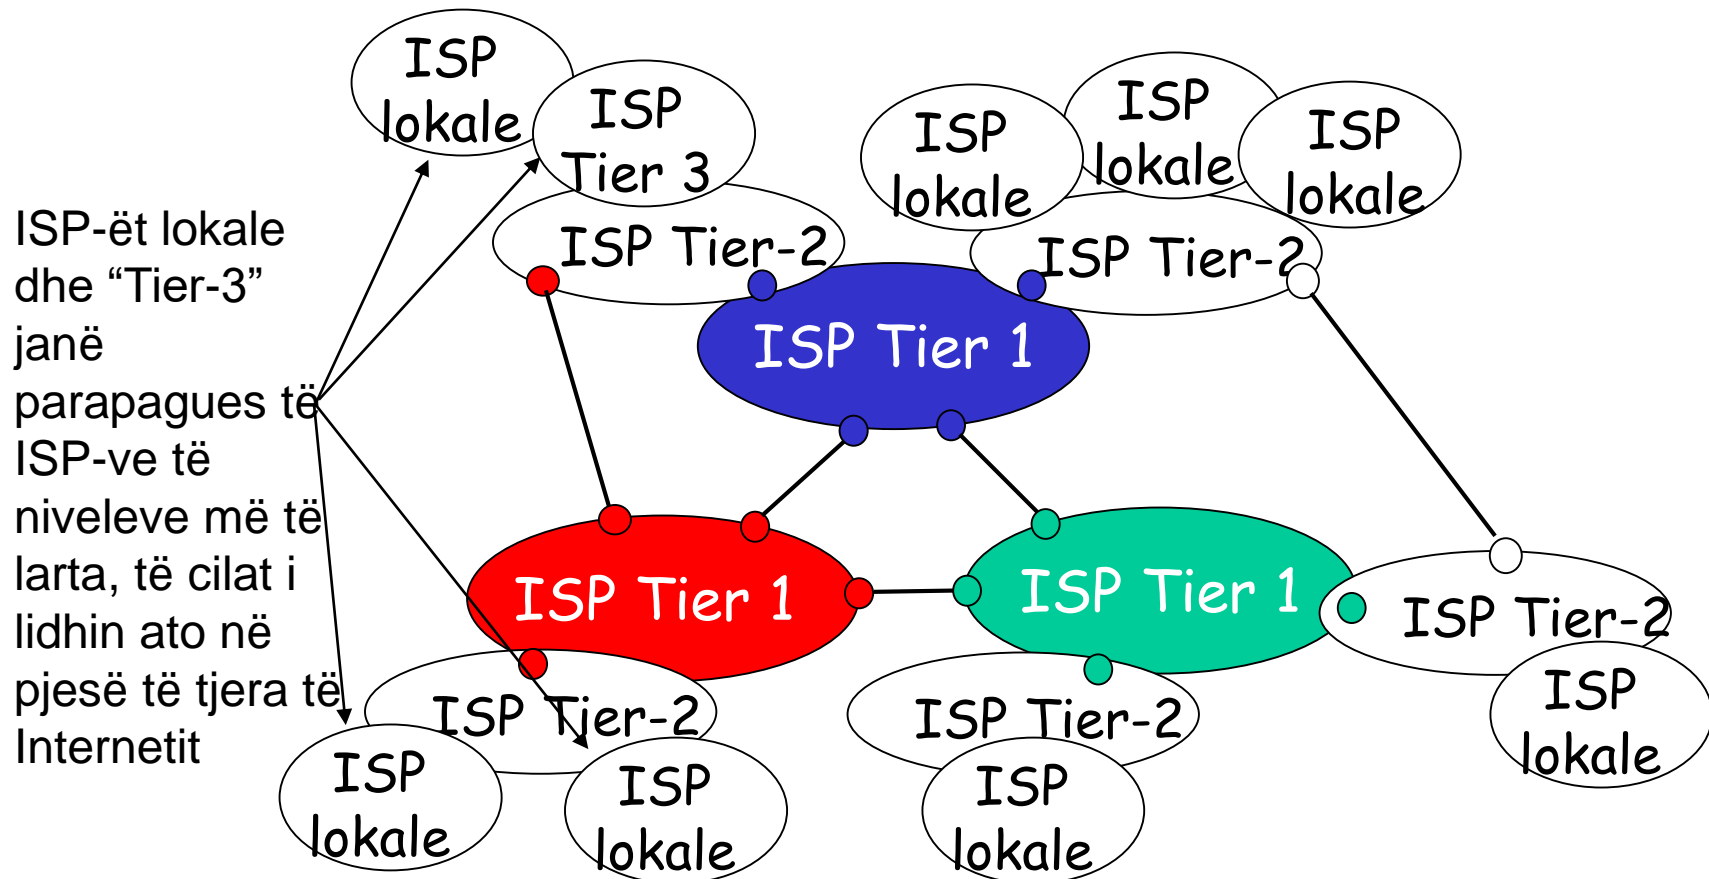 ISP
lokale
ISP
Tier 3
ISP
lokale
ISP
lokale
ISP
lokale
ISP-ët lokale
dhe “Tier-3”
janë
parapagues të
ISP-ve të
niveleve më të
larta, të cilat i
lidhin ato në
pjesë të tjera të
Internetit
ISP Tier-2
ISP Tier-2
ISP Tier 1
ISP Tier 1
ISP Tier 1
ISP Tier-2
ISP Tier-2
ISP Tier-2
ISP
lokale
ISP
lokale
ISP
lokale
ISP
lokale